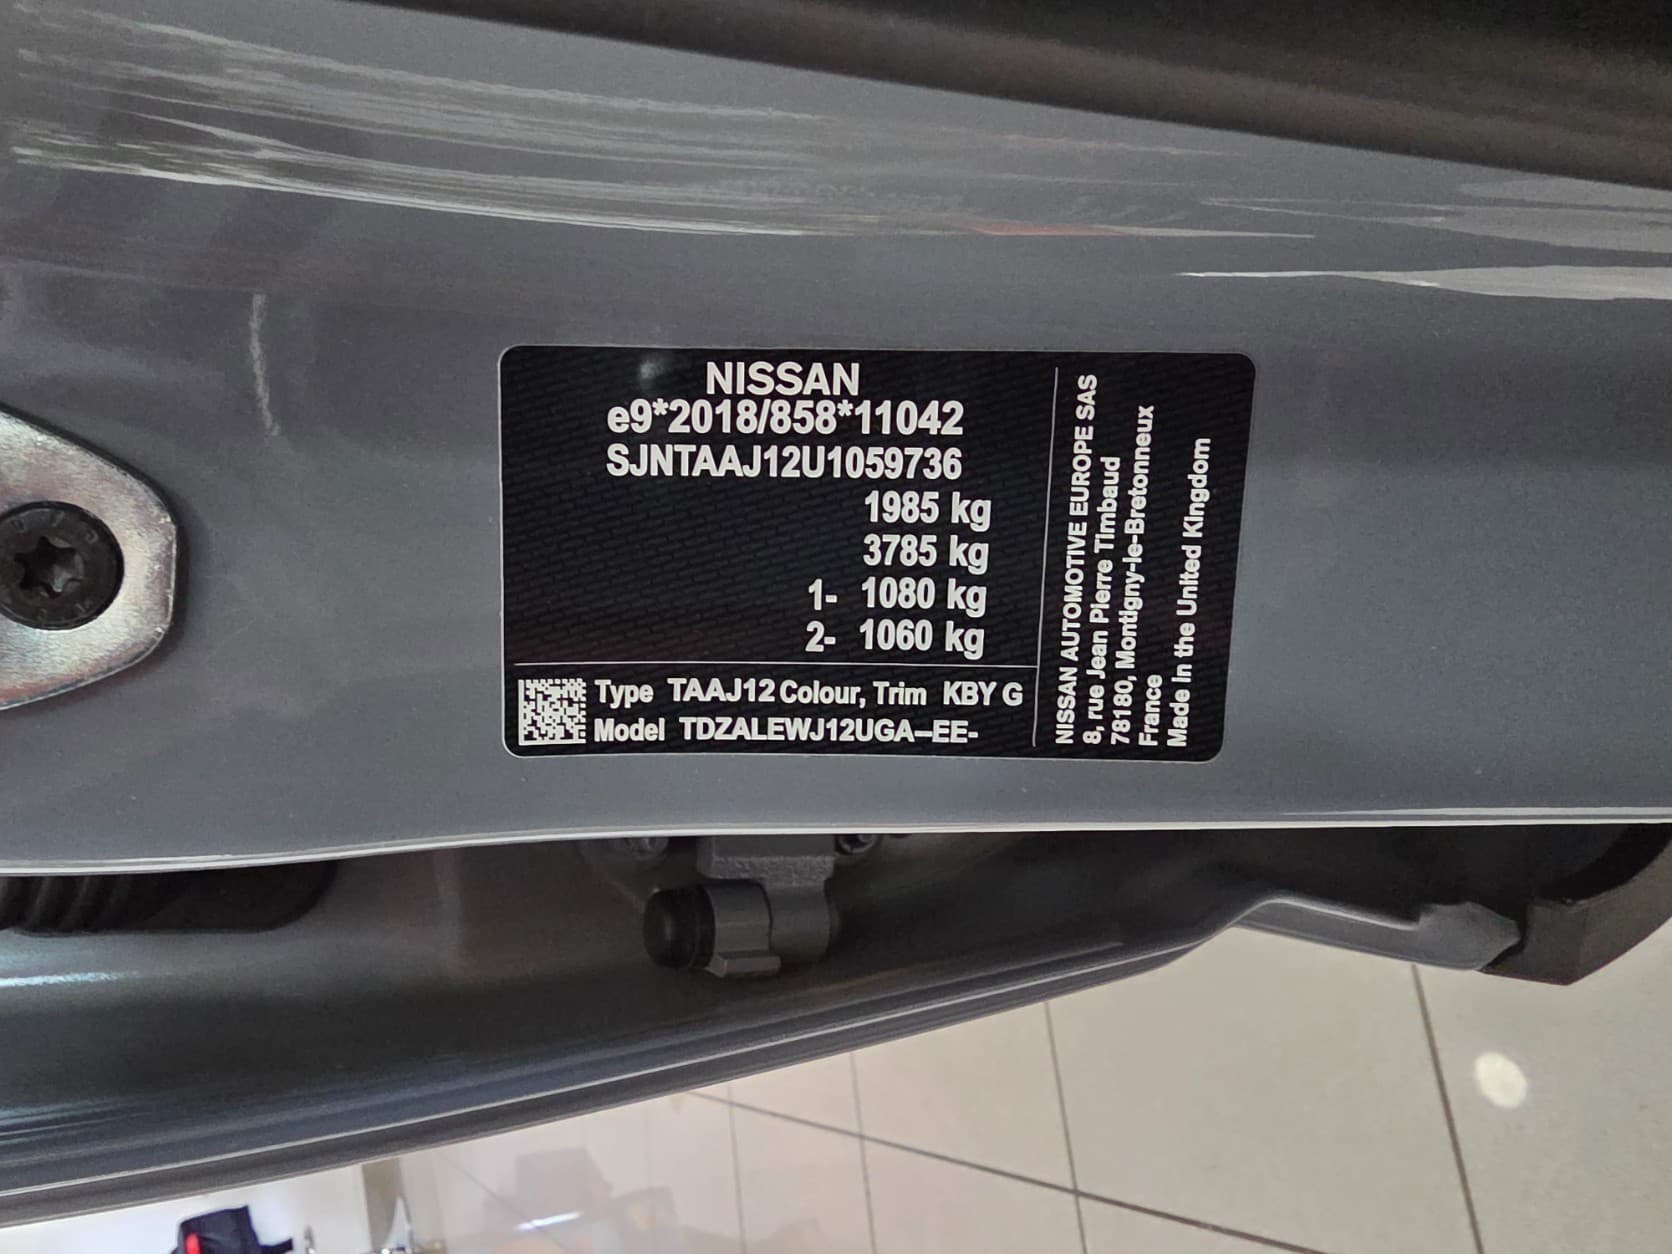 NISSAN
e9*2018/858*11042
SJNTAAJ12U1059736
1985 kg
3785 kg
1- 1080 kg
2- 1060 kg
Type TAAJ12 Colour, Trim KBY G
Model TDZALEWJ12UGA-EE-
NISSAN AUTOMOTIVE EUROPE SAS
8, rue Jean Pierre Timbaud
78180, Montigny-le-Bretonneux
France
Made in the United Kingdom